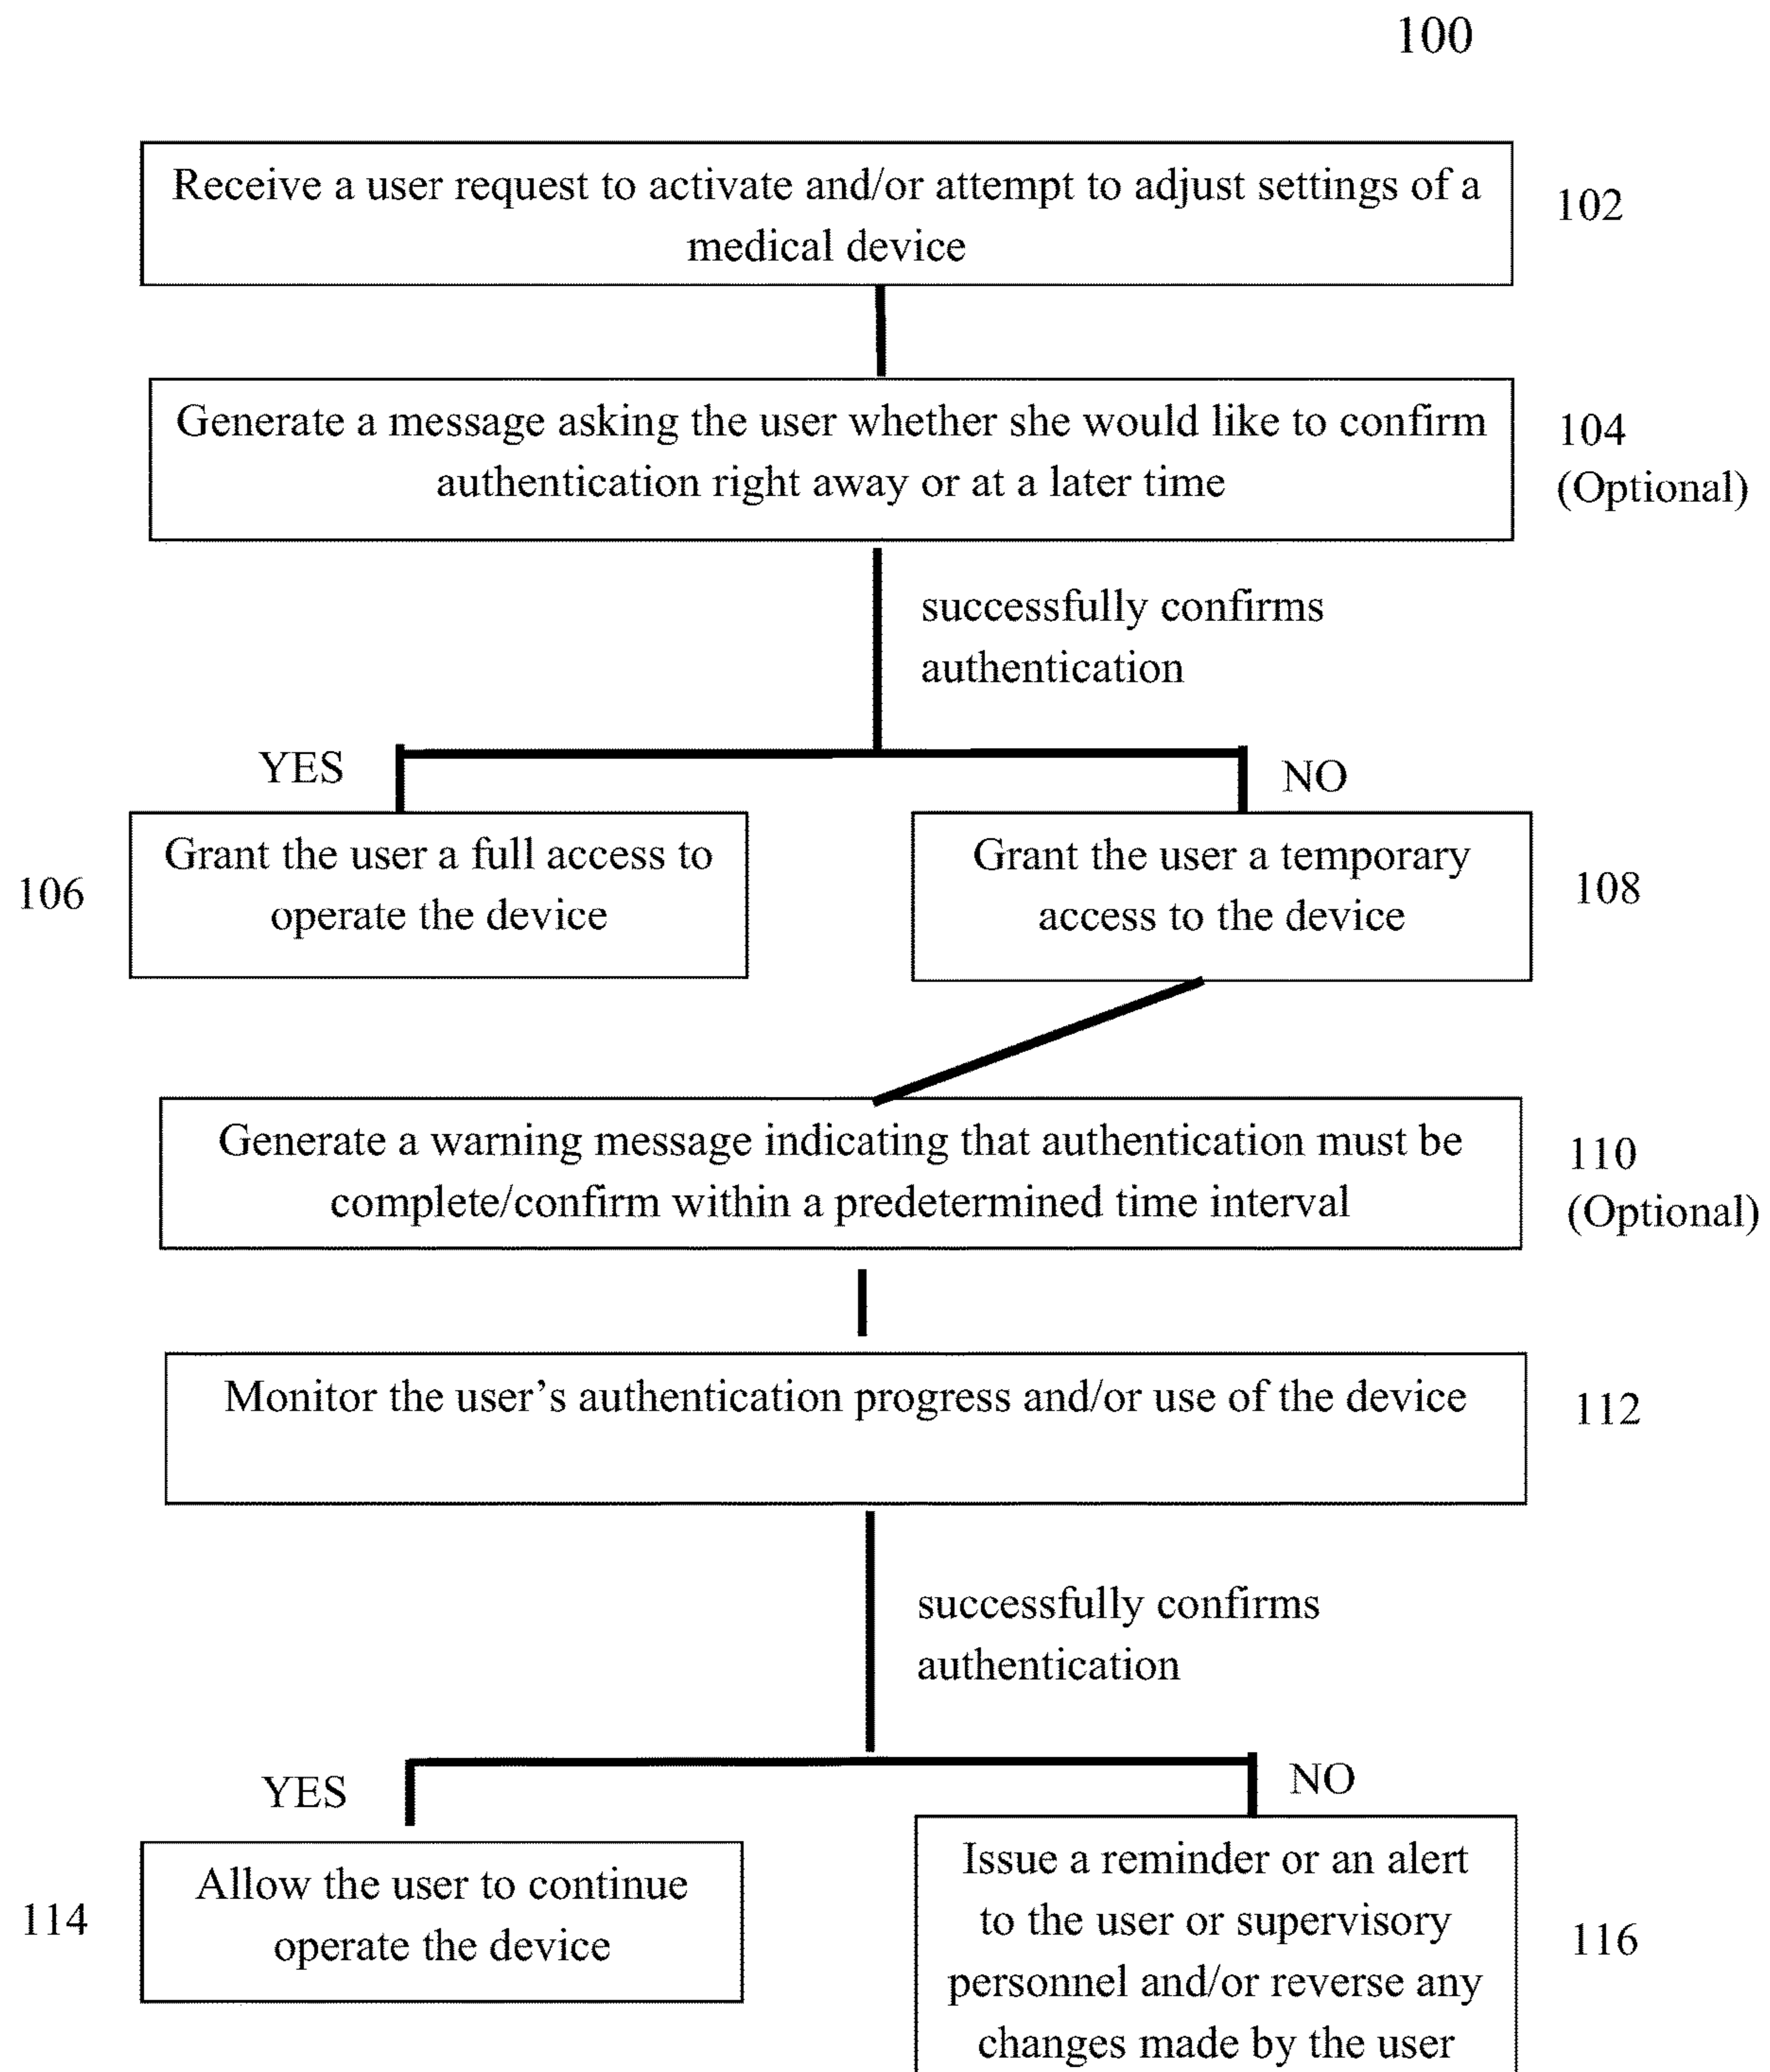 100
Receive a user request to activate and/or attempt to adjust settings of a
medical device
102
Generate a message asking the user whether she would like to confirm
authentication right away or at a later time
104
(Optional)
successfully confirms
authentication
YES
NO
106
Grant the user a full access to
operate the device
Grant the user a temporary
access to the device
108
Generate a warning message indicating that authentication must be
complete/confirm within a predetermined time interval
110
(Optional)
Monitor the user’s authentication progress and/or use of the device
112
successfully confirms
authentication
YES
NO
114
Allow the user to continue
operate the device
Issue a reminder or an alert
to the user or supervisory
personnel and/or reverse any
changes made by the user
116